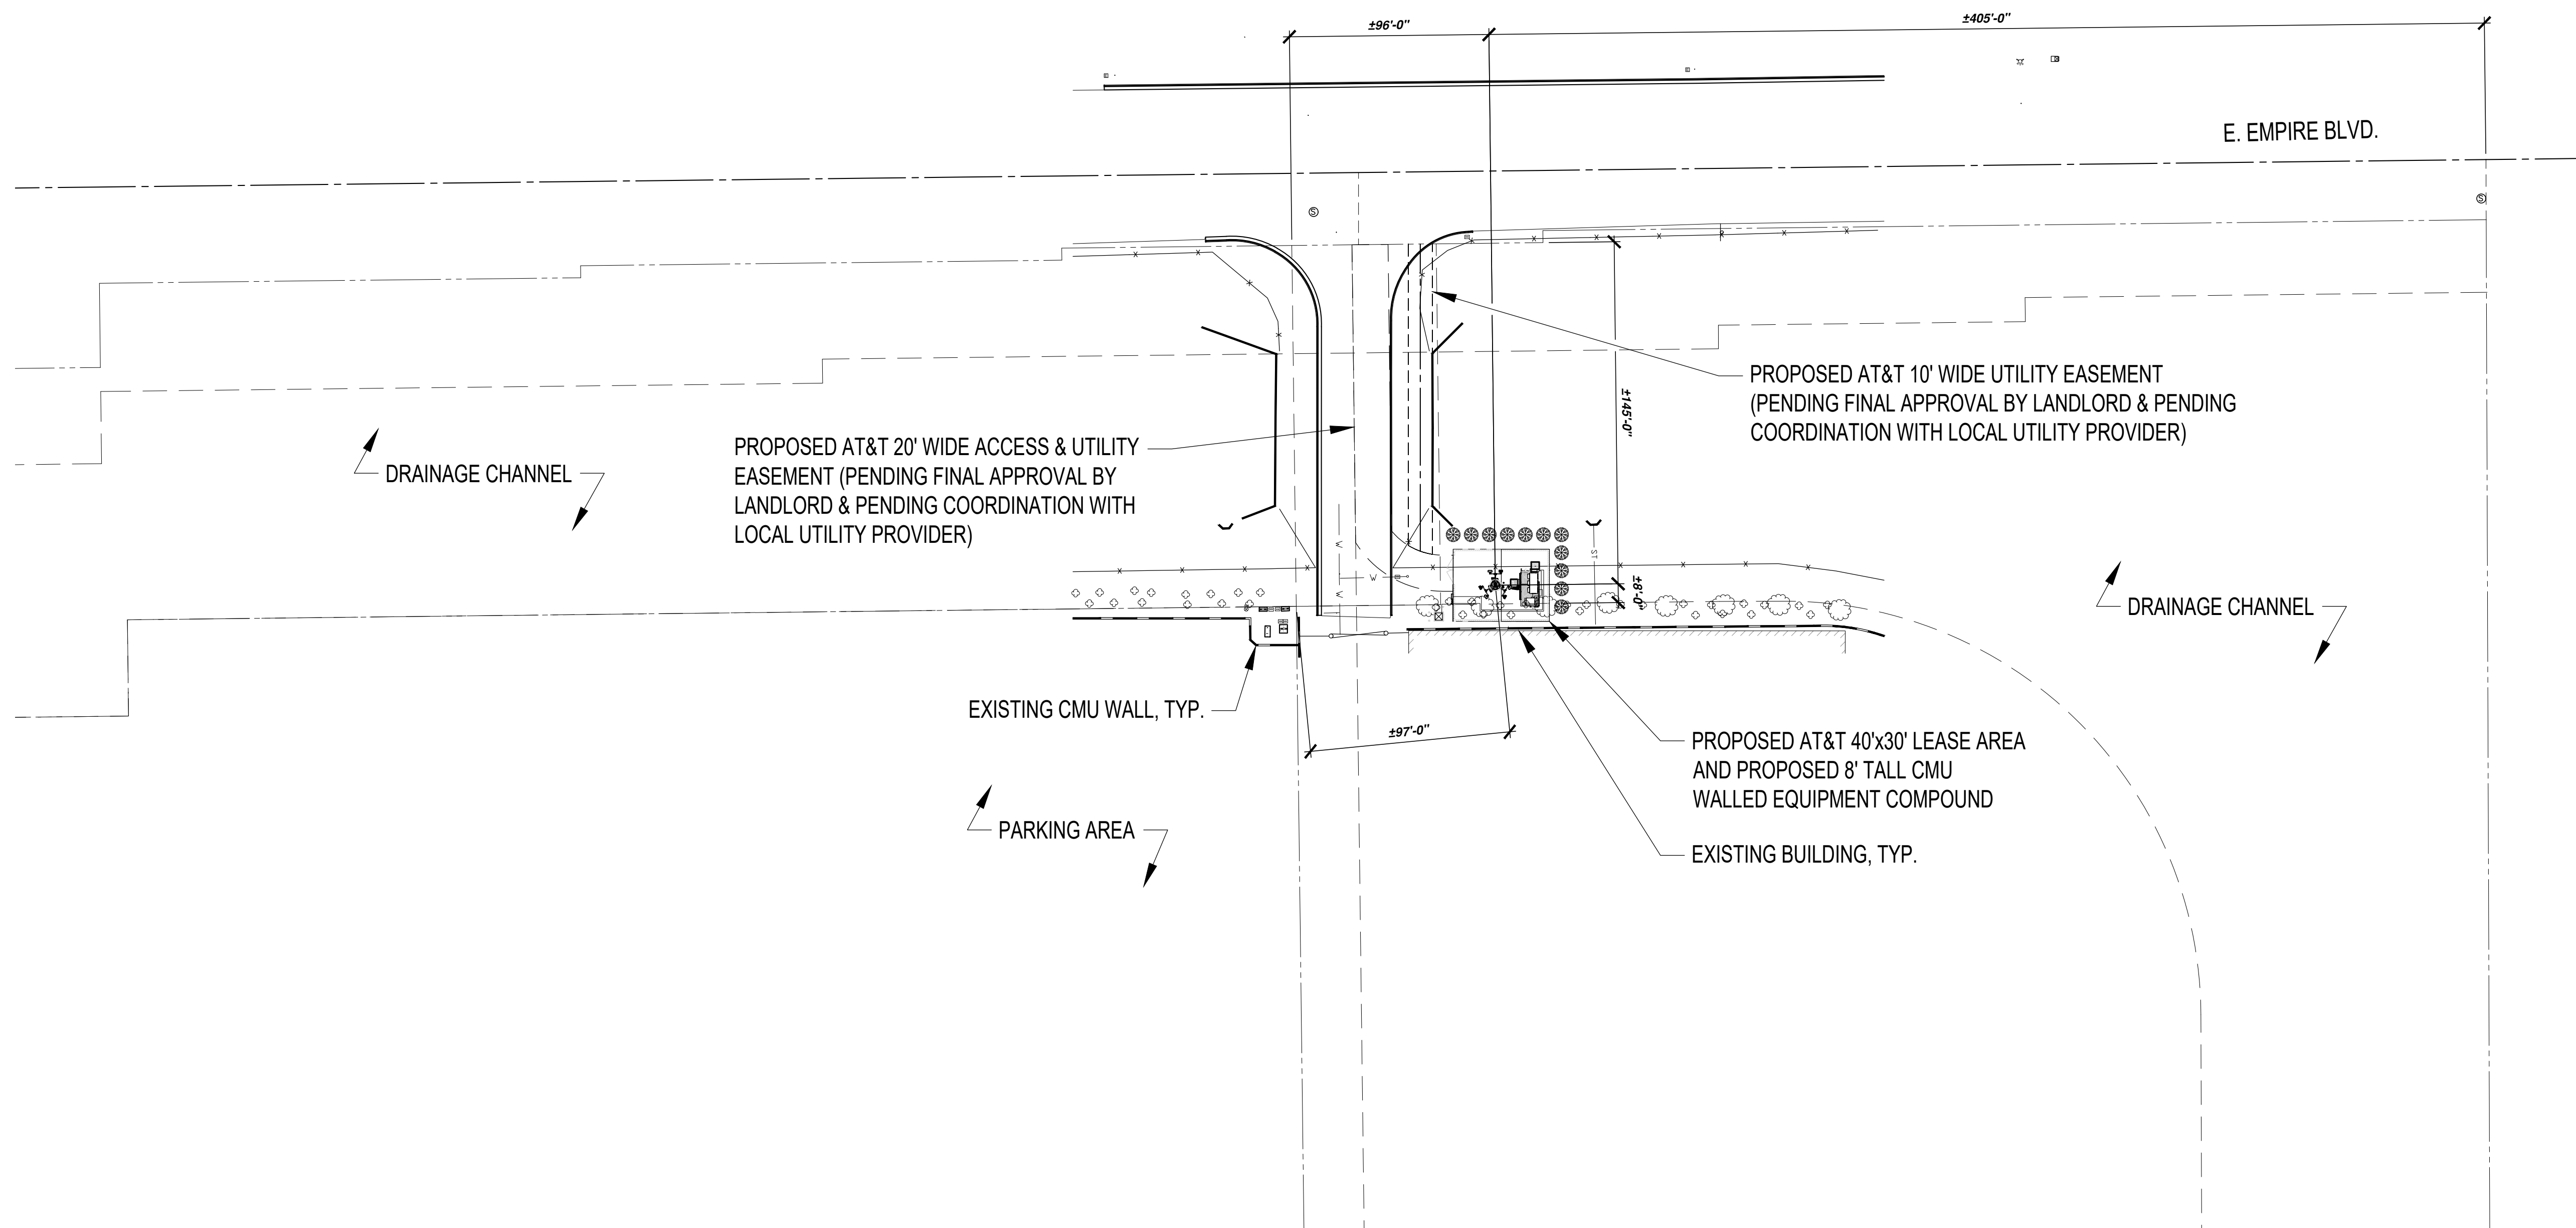 ±96'-0"
±405'-0"
E. EMPIRE BLVD.
S
S
PROPOSED AT&T 10' WIDE UTILITY EASEMENT
(PENDING FINAL APPROVAL BY LANDLORD & PENDING
COORDINATION WITH LOCAL UTILITY PROVIDER)
±145'-0"
PROPOSED AT&T 20' WIDE ACCESS & UTILITY
EASEMENT (PENDING FINAL APPROVAL BY
LANDLORD & PENDING COORDINATION WITH
LOCAL UTILITY PROVIDER)
DRAINAGE CHANNEL
W
W
W
ST
±8'-0"
DRAINAGE CHANNEL
EXISTING CMU WALL, TYP.
±97'-0"
PROPOSED AT&T 40'x30' LEASE AREA
AND PROPOSED 8' TALL CMU
WALLED EQUIPMENT COMPOUND
PARKING AREA
EXISTING BUILDING, TYP.